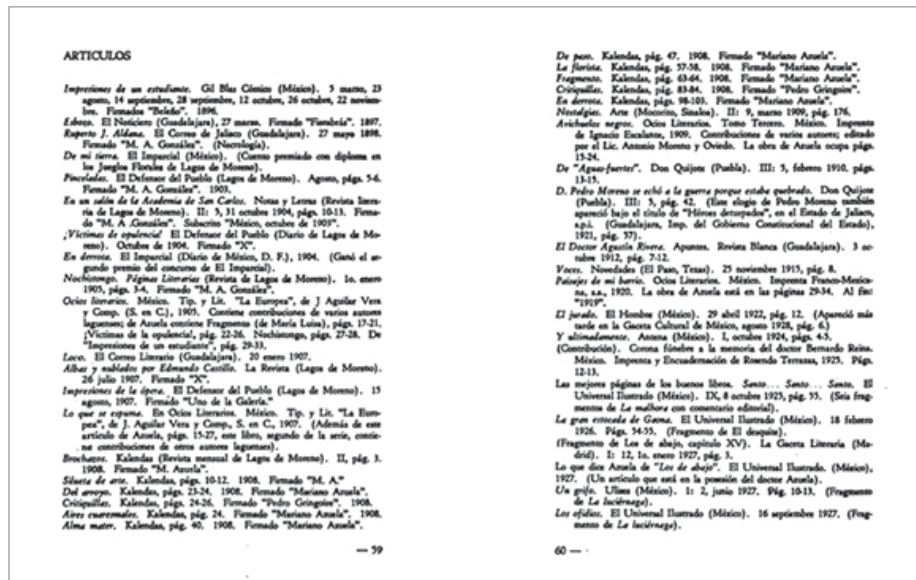 ARTICULOS
Impresiones de un estudiante. Gil Blas Cómico (México). 5 marzo, 23
agosto, 14 septiembre, 28 septiembre, 12 octubre, 26 octubre, 22 noviem-
bre. Firmados "Beleño". 1896.
Esbozo. El Noticiero (Guadalajara), 27 marzo. Firmado "Fierabrás". 1897.
Ruperto J. Aldana. El Correo de Jalisco (Guadalajara). 27 mayo 1898.
Firmado "M. A. González". (Necrología).
De mi tierra. El Imparcial (México). (Cuento premiado con diploma en
los Juegos Florales de Lagos de Moreno).
Pinceladas. El Defensor del Pueblo (Lagos de Moreno). Agosto, págs. 5-6.
Firmado "M. A. González". 1903.
En un salón de la Academia de San Carlos. Notas y Letras (Revista litera-
ria de Lagos de Moreno). II: 5, 31 octubre 1904, págs. 10-13. Firma-
do "M. A .González". Subscrito "México, octubre de 1903".
¡Víctimas de opulencia! El Defensor del Pueblo (Diario de Lagos de Mo-
reno). Octubre de 1904. Firmado "X".
En derrota. El Imparcial (Diario de México, D. F.), 1904. (Ganó el se-
gundo premio del concurso de El Imparcial).
Nochistongo. Páginas Literarias (Revista de Lagos de Moreno). 1o. enero
1905, págs. 3-4. Firmado "M. A. González".
Ocios literarios. México. Tip. y Lit. "La Europea", de J Aguilar Vera
y Comp. (S. en C.), 1905. Contiene contribuciones de varios autores
laguenses; de Azuela contiene Fragmento (de María Luisa), págs. 17-21,
¡Víctimas de la opulencia!, pág. 22-26. Nochistongo, págs. 27-28. De
"Impresiones de un estudiante", pág. 29-33.
Loco. El Correo Literario (Guadalajara). 20 enero 1907.
Albas y nublados por Edmundo Castillo. La Revista (Lagos de Moreno).
26 julio 1907. Firmado "X".
Impresiones de la ópera. El Defensor del Pueblo (Lagos de Moreno). 15
agosto, 1907. Firmado "Uno de la Galería."
Lo que se esfuma. En Ocios Literarios. México. Tip. y Lit. "La Euro-
pea", de J. Aguilar Vera y Comp., S. en C., 1907. (Además de este
artículo de Azuela, págs. 15-27, este libro, segundo de la serie, contie-
ne contribuciones de otros autores laguenses).
Brochazos. Kalendas (Revista mensual de Lagos de Moreno). II, pág. 3.
1908. Firmado "M. Azuela".
Silueta de arte. Kalendas, págs. 10-12. 1908. Firmado "M. A."
Del arroyo. Kalendas, págs. 23-24. 1908. Firmado "Mariano Azuela".
Critiquillas. Kalendas, págs. 24-26. Firmado "Pedro Gringoire". 1908.
Aires cuaresmales. Kalendas, pág. 24. Firmado "Mariano Azuela". 1908.
Alma mater. Kalendas, pág. 40. 1908. Firmado "Mariano Azuela".
— 59
De paso. Kalendas, pág. 47. 1908. Firmado "Mariano Azuela".
La florista. Kalendas, pág. 57-58. 1908. Firmado "Mariano Azuela".
Fragmento. Kalendas, pág. 63-64. 1908. Firmado "Mariano Azuela".
Critiquillas. Kalendas, pág. 83-84. 1908. Firmado "Pedro Gringoire".
En derrota. Kalendas, págs. 98-103. Firmado "Mariano Azuela".
Nostalgias. Arte (Mocorito, Sinaloa). II: 9, marzo 1909, pág. 176.
Avichuelos negros. Ocios Literarios. Tomo Tercero. México. Imprenta
de Ignacio Escalante, 1909. Contribuciones de varios autores; editado
por el Lic. Antonio Moreno y Oviedo. La obra de Azuela ocupa págs.
15-24.
De "Aguas-fuertes". Don Quijote (Puebla). III: 5, febrero 1910, págs.
13-15.
D. Pedro Moreno se echó a la guerra porque estaba quebrado. Don Quijote
(Puebla). III: 5, pág. 42. (Este elogio de Pedro Moreno también
apareció bajo el título de "Héroes deturpados", en el Estado de Jalisco,
s.p.i. (Guadalajara, Imp. del Gobierno Constitucional del Estado),
1921, pág. 57).
El Doctor Agustín Rivera. Apuntes. Revista Blanca (Guadalajara). 3 oc-
tubre 1912, pág. 7-12.
Voces. Novedades (El Paso, Texas). 25 noviembre 1915, pág. 8.
Paisajes de mi barrio. Ocios Literarios. México. Imprenta Franco-Mexica-
na, s.a., 1920. La obra de Azuela está en las páginas 29-34. Al fin:
"1919".
El jurado. El Hombre (México). 29 abril 1922, pág. 12. (Apareció más
tarde en la Gaceta Cultural de México, agosto 1928, pág. 6.)
Y ultimadamente. Antena (México). I, octubre 1924, págs. 4-5.
(Contribución). Corona fúnebre a la memoria del doctor Bernardo Reina.
México. Imprenta y Encuadernación de Rosendo Terrazas, 1925. Págs.
12-13.
Las mejores páginas de los buenos libros. Santo... Santo... Santo. El
Universal Ilustrado (México). IX, 8 octubre 1925, pág. 55. (Seis frag-
mentos de La malhora con comentario editorial).
La gran estocada de Gaona. El Universal Ilustrado (México). 18 febrero
1926. Págs. 54-55. (Fragmento de El desquite).
(Fragmento de Los de abajo, capítulo XV). La Gaceta Literaria (Ma-
drid). I: 12, 1o. enero 1927, pág. 3.
Lo que dice Azuela de "Los de abajo". El Universal Ilustrado. (México),
1927. (Un artículo que está en la posesión del doctor Azuela).
Un grifo. Ulises (México). 1: 2, junio 1927. Pág. 10-13. (Fragmento
de La luciérnaga).
Los ofidios. El Universal Ilustrado (México). 16 septiembre 1927. (Frag-
mento de La luciérnaga).
60 —